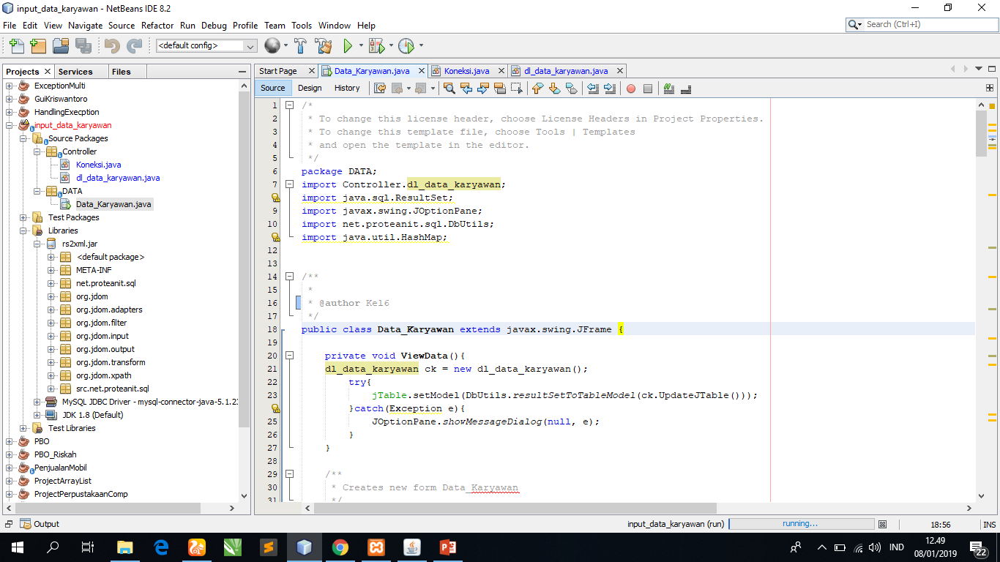 input_data_karyawan - NetBeans IDE 8.2
File Edit View Navigate Source Refactor Run Debug Profile Team Tools Window Help
Search (Ctrl+I)
<default config>
Projects Services Files
ExceptionMulti
GuiKriswantoro
HandlingExecption
input_data_karyawan
Source Packages
Controller
Koneksi.java
dl_data_karyawan.java
DATA
Data_Karyawan.java
Test Packages
Libraries
rs2xml.jar
<default package>
META-INF
net.proteanit.sql
org.jdom
org.jdom.adapters
org.jdom.filter
org.jdom.input
org.jdom.output
org.jdom.transform
org.jdom.xpath
src.net.proteanit.sql
MySQL JDBC Driver - mysql-connector-java-5.1.23
JDK 1.8 (Default)
Test Libraries
PBO
PBO_Riskah
PenjualanMobil
ProjectArrayList
ProjectPerpustakaanComp
Start Page Data_Karyawan.java Koneksi.java dl_data_karyawan.java
Source Design History
1 /*
2 * To change this license header, choose License Headers in Project Properties.
3 * To change this template file, choose Tools | Templates
4 * and open the template in the editor.
5 */
6 package DATA;
7 import Controller.dl_data_karyawan;
import java.sql.ResultSet;
9 import javax.swing.JOptionPane;
10 import net.proteanit.sql.DbUtils;
import java.util.HashMap;
12
13
14 /**
15 *
16 * @author Kel6
17 */
18 public class Data_Karyawan extends javax.swing.JFrame {
19
20 private void ViewData(){
21 dl_data_karyawan ck = new dl_data_karyawan();
22 try{
23 jTable.setModel(DbUtils.resultSetToTableModel(ck.UpdateJTable()));
}catch(Exception e){
25 JOptionPane.showMessageDialog(null, e);
26 }
27 }
28
29 /**
30 * Creates new form Data_Karyawan
31 */
Output
input_data_karyawan (run) running... 18:56 INS
IND
12.49
08/01/2019
22